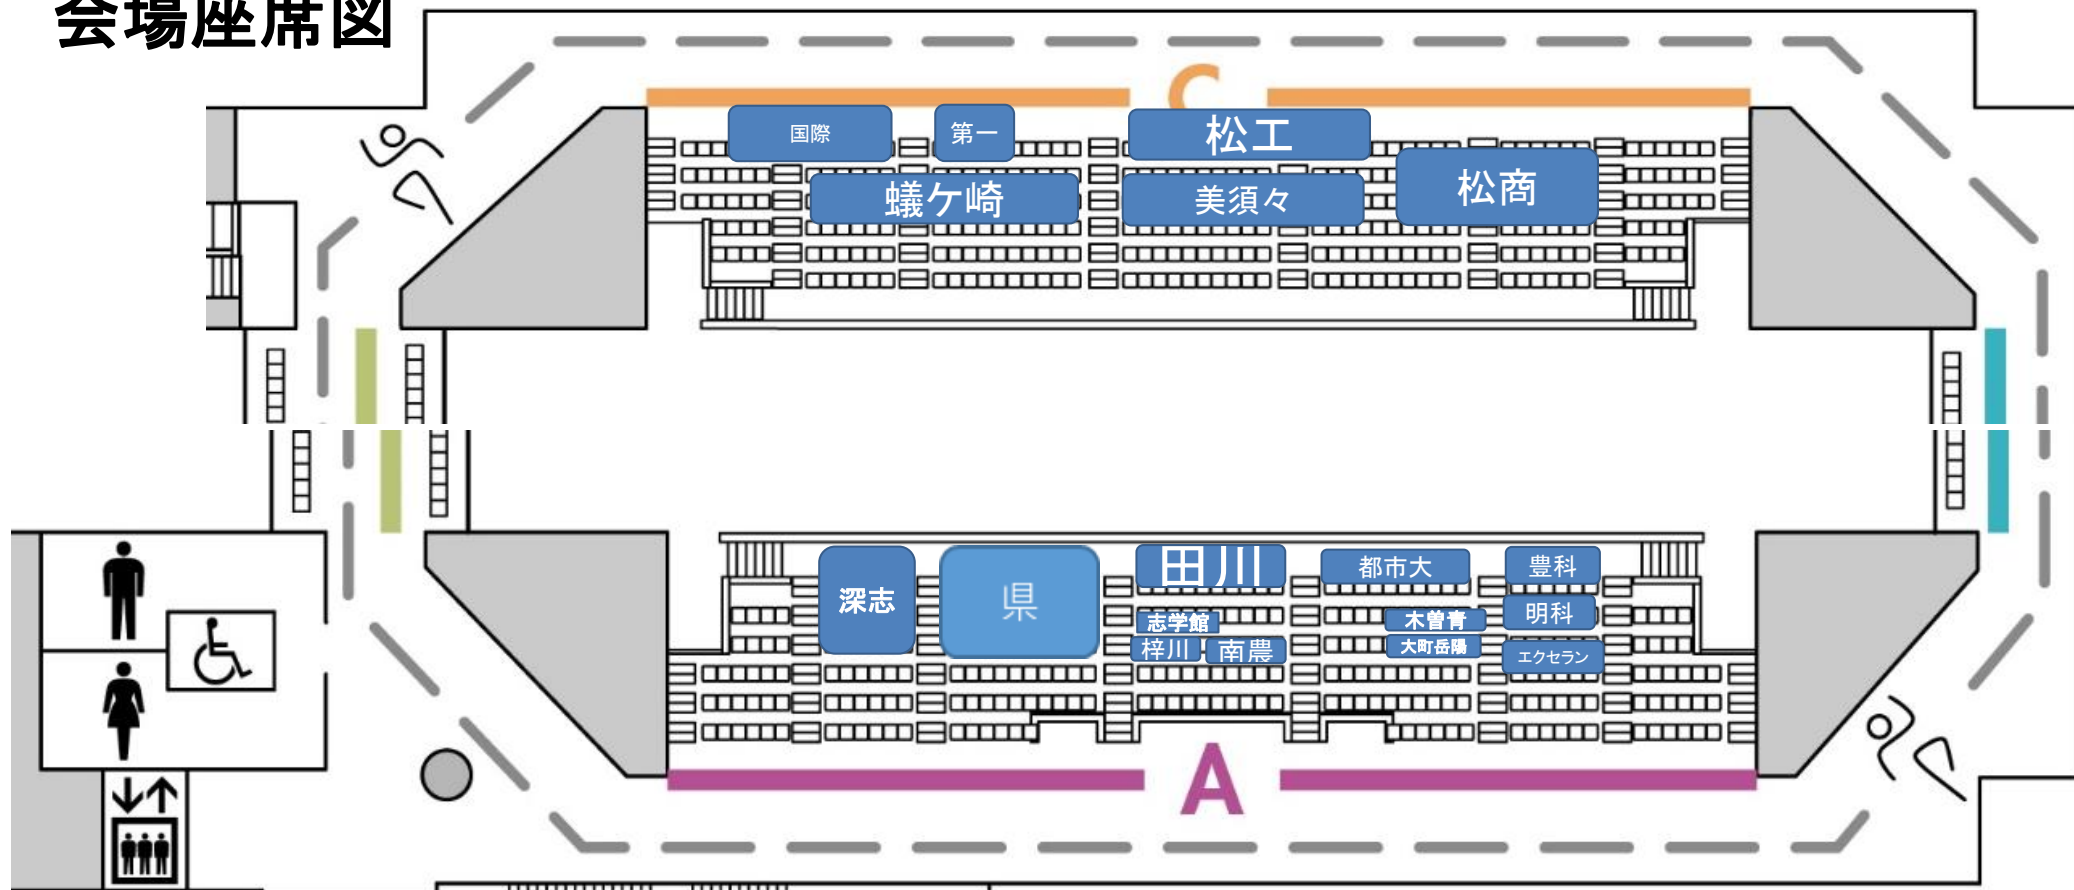 会場座席図
C
国際
第一
松工
蟻ケ崎
美須々
松商
深志
県
田川
都市大
豊科
志学館
木曽青
明科
梓川
南農
大町岳陽
エクセラン
A